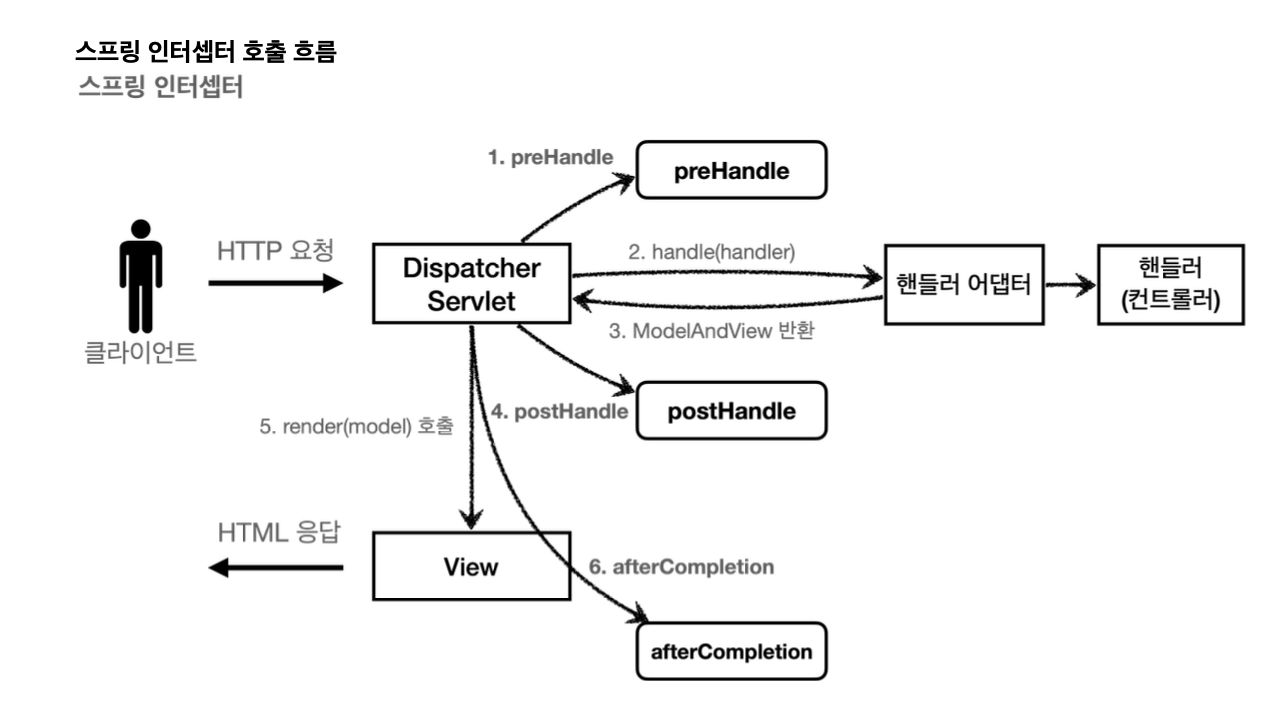 스프링 인터셉터 호출 흐름
스프링 인터셉터
1. preHandle
preHandle
HTTP 요청
Dispatcher
Servlet
2. handle(handler)
핸들러 어댑터
핸들러
(컨트롤러)
3. ModelAndView 반환
클라이언트
4. postHandle
postHandle
5. render(model) 호출
HTML 응답
View
6. afterCompletion
afterCompletion